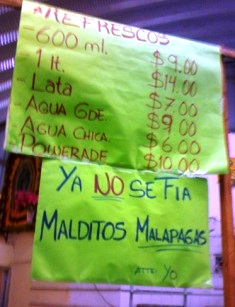 REFRESCOS
-600 ml. $9.00
1 lt. $14.00
-Lata $7.00
-AGUA GDE $9.00
AGUA CHICA $6.00
POWERADE $10.00
YA NO SE FIA
MALDITOS MALAPAGAS
ATTE: YO